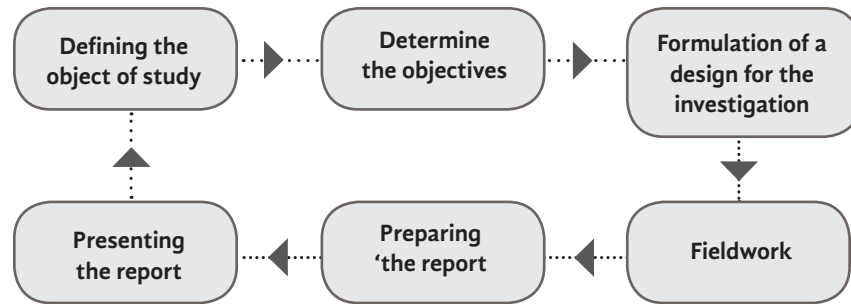 Defining the
object of study
Determine
the objectives
Formulation of a
design for the
investigation
Fieldwork
Preparing
‘the report
Presenting
the report